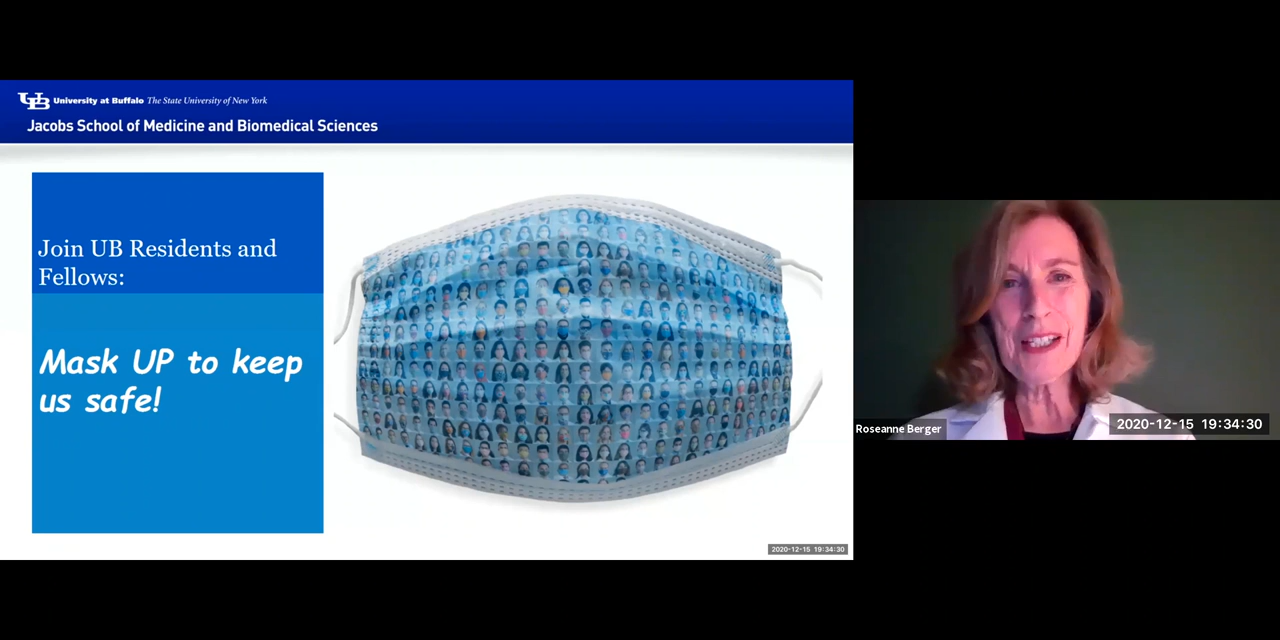 UB University at Buffalo The State University of New York
Jacobs School of Medicine and Biomedical Sciences
Join UB Residents and
Fellows:
Mask UP to keep
us safe!
2020-12-15 19:34:30
Roseanne Berger
2020-12-15 19:34:30